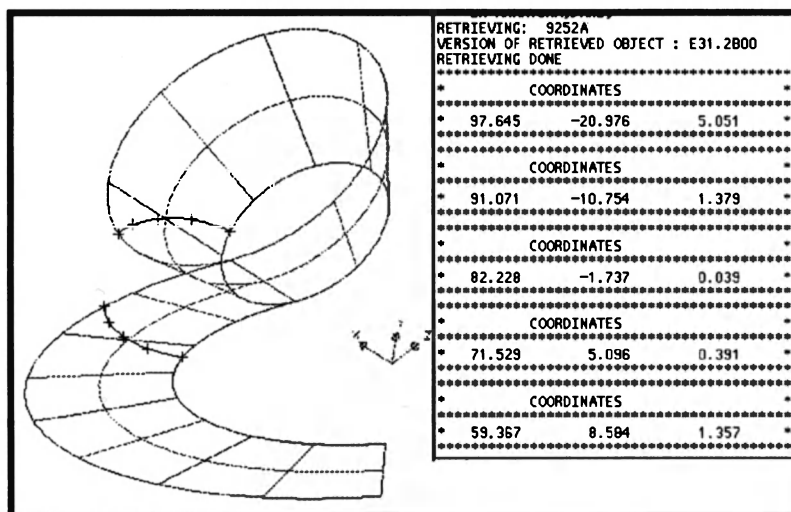 RETRIEVING: 9252A
VERSION OF RETRIEVED OBJECT : E31.2B00
RETRIEVING DONE
****************************************
* COORDINATES *
****************************************
* 97.645 -20.976 5.051 *
****************************************
****************************************
* COORDINATES *
****************************************
* 91.071 -10.754 1.379 *
****************************************
****************************************
* COORDINATES *
****************************************
* 82.228 -1.737 0.039 *
****************************************
****************************************
* COORDINATES *
****************************************
* 71.529 5.096 0.391 *
****************************************
****************************************
* COORDINATES *
****************************************
* 59.367 8.584 1.357 *
****************************************